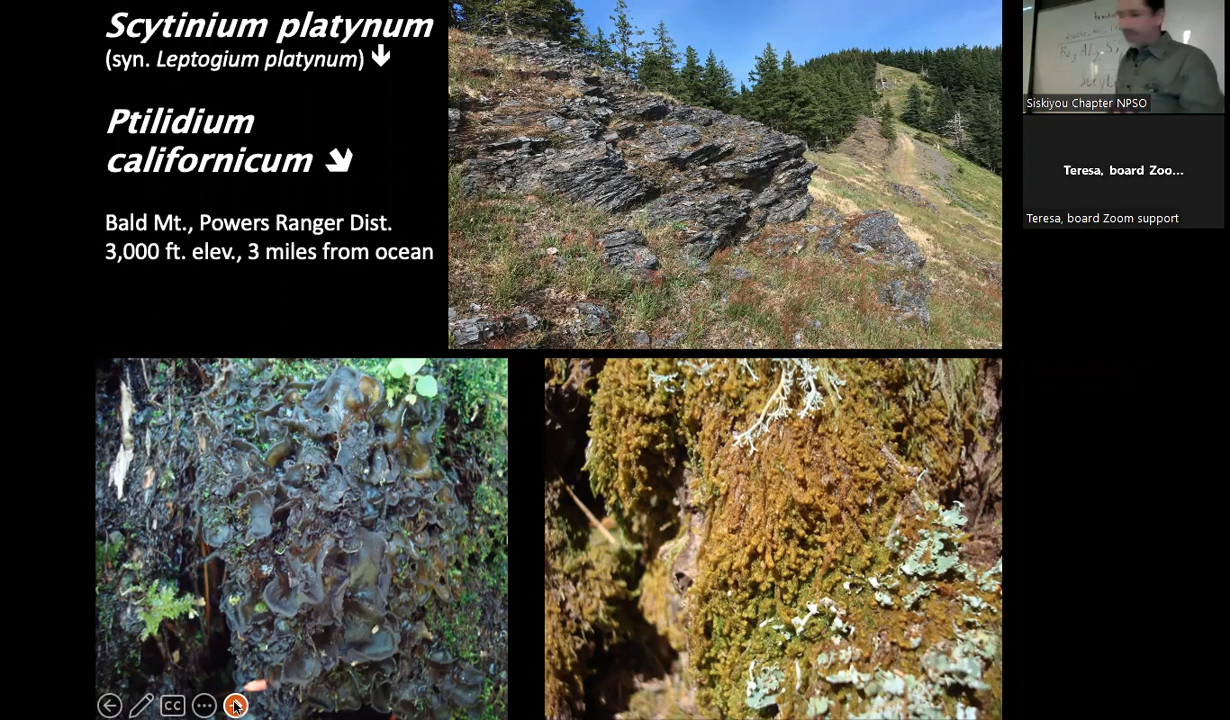 Scytinium platynum
(syn. Leptogium platynum)
Ptilidium
californicum
Bald Mt., Powers Ranger Dist.
3,000 ft. elev., 3 miles from ocean
Siskiyou Chapter NPSO
Teresa, board Zoo...
Teresa, board Zoom support
CC